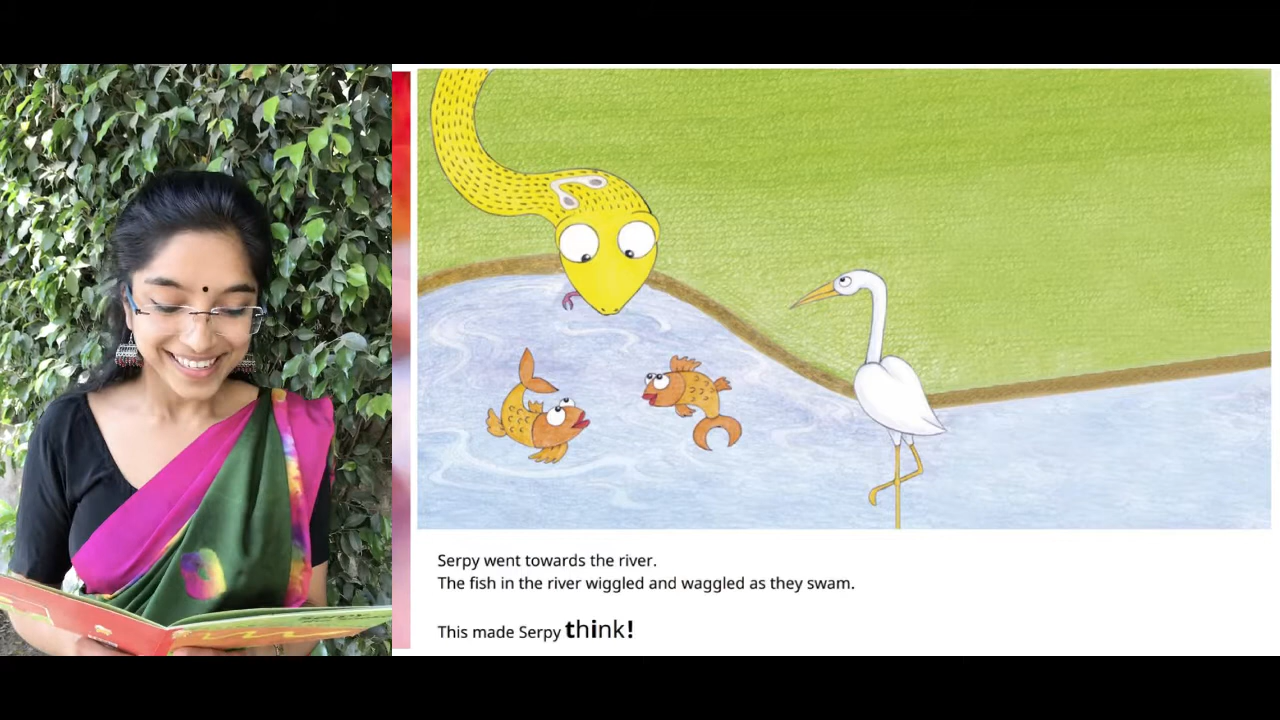 Serpy went towards the river.
The fish in the river wiggled and waggled as they swam.
This made Serpy think!